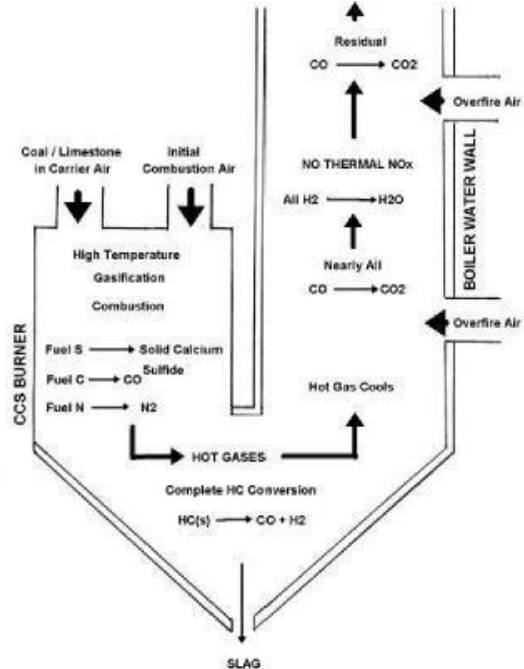 Residual
CO → CO2
Overfire Air
Coal / Limestone
in Carrier Air
Initial
Combustion Air
NO THERMAL NOx
All H2 → H2O
BOILER WATER WALL
High Temperature
Gasification
Combustion
Nearly All
CO → CO2
Overfire Air
CCS BURNER
Fuel S → Solid Calcium
Sulfide
Fuel C → CO
Fuel N → N2
Hot Gas Cools
HOT GASES
Complete HC Conversion
HC(s) → CO + H2
SLAG